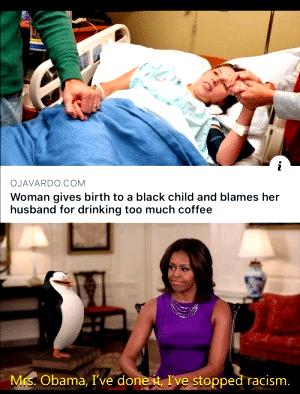 i
OJAVARDO.COM
Woman gives birth to a black child and blames her
husband for drinking too much coffee
Mrs. Obama, I've done it, I've stopped racism.